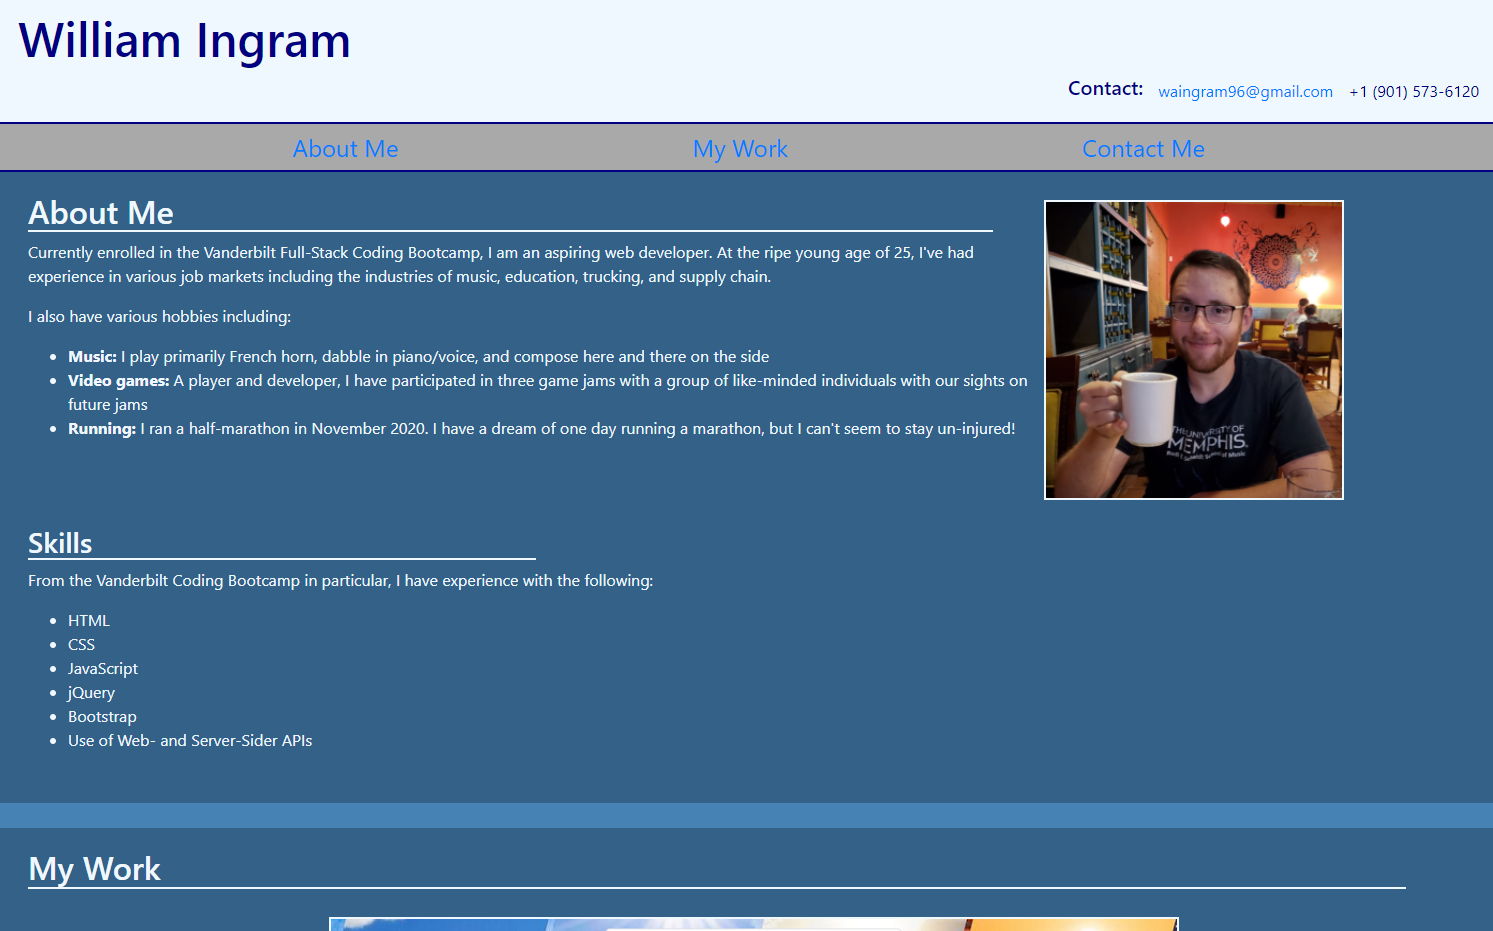 William Ingram
Contact: waingram96@gmail.com +1 (901) 573-6120
About Me My Work Contact Me
About Me
Currently enrolled in the Vanderbilt Full-Stack Coding Bootcamp, I am an aspiring web developer. At the ripe young age of 25, I've had
experience in various job markets including the industries of music, education, trucking, and supply chain.
I also have various hobbies including:
• Music: I play primarily French horn, dabble in piano/voice, and compose here and there on the side
• Video games: A player and developer, I have participated in three game jams with a group of like-minded individuals with our sights on
future jams
• Running: I ran a half-marathon in November 2020. I have a dream of one day running a marathon, but I can't seem to stay un-injured!
THE UNIVERSITY OF
MEMPHIS.
School of Music
Skills
From the Vanderbilt Coding Bootcamp in particular, I have experience with the following:
• HTML
• CSS
• JavaScript
• jQuery
• Bootstrap
• Use of Web- and Server-Sider APIs
My Work